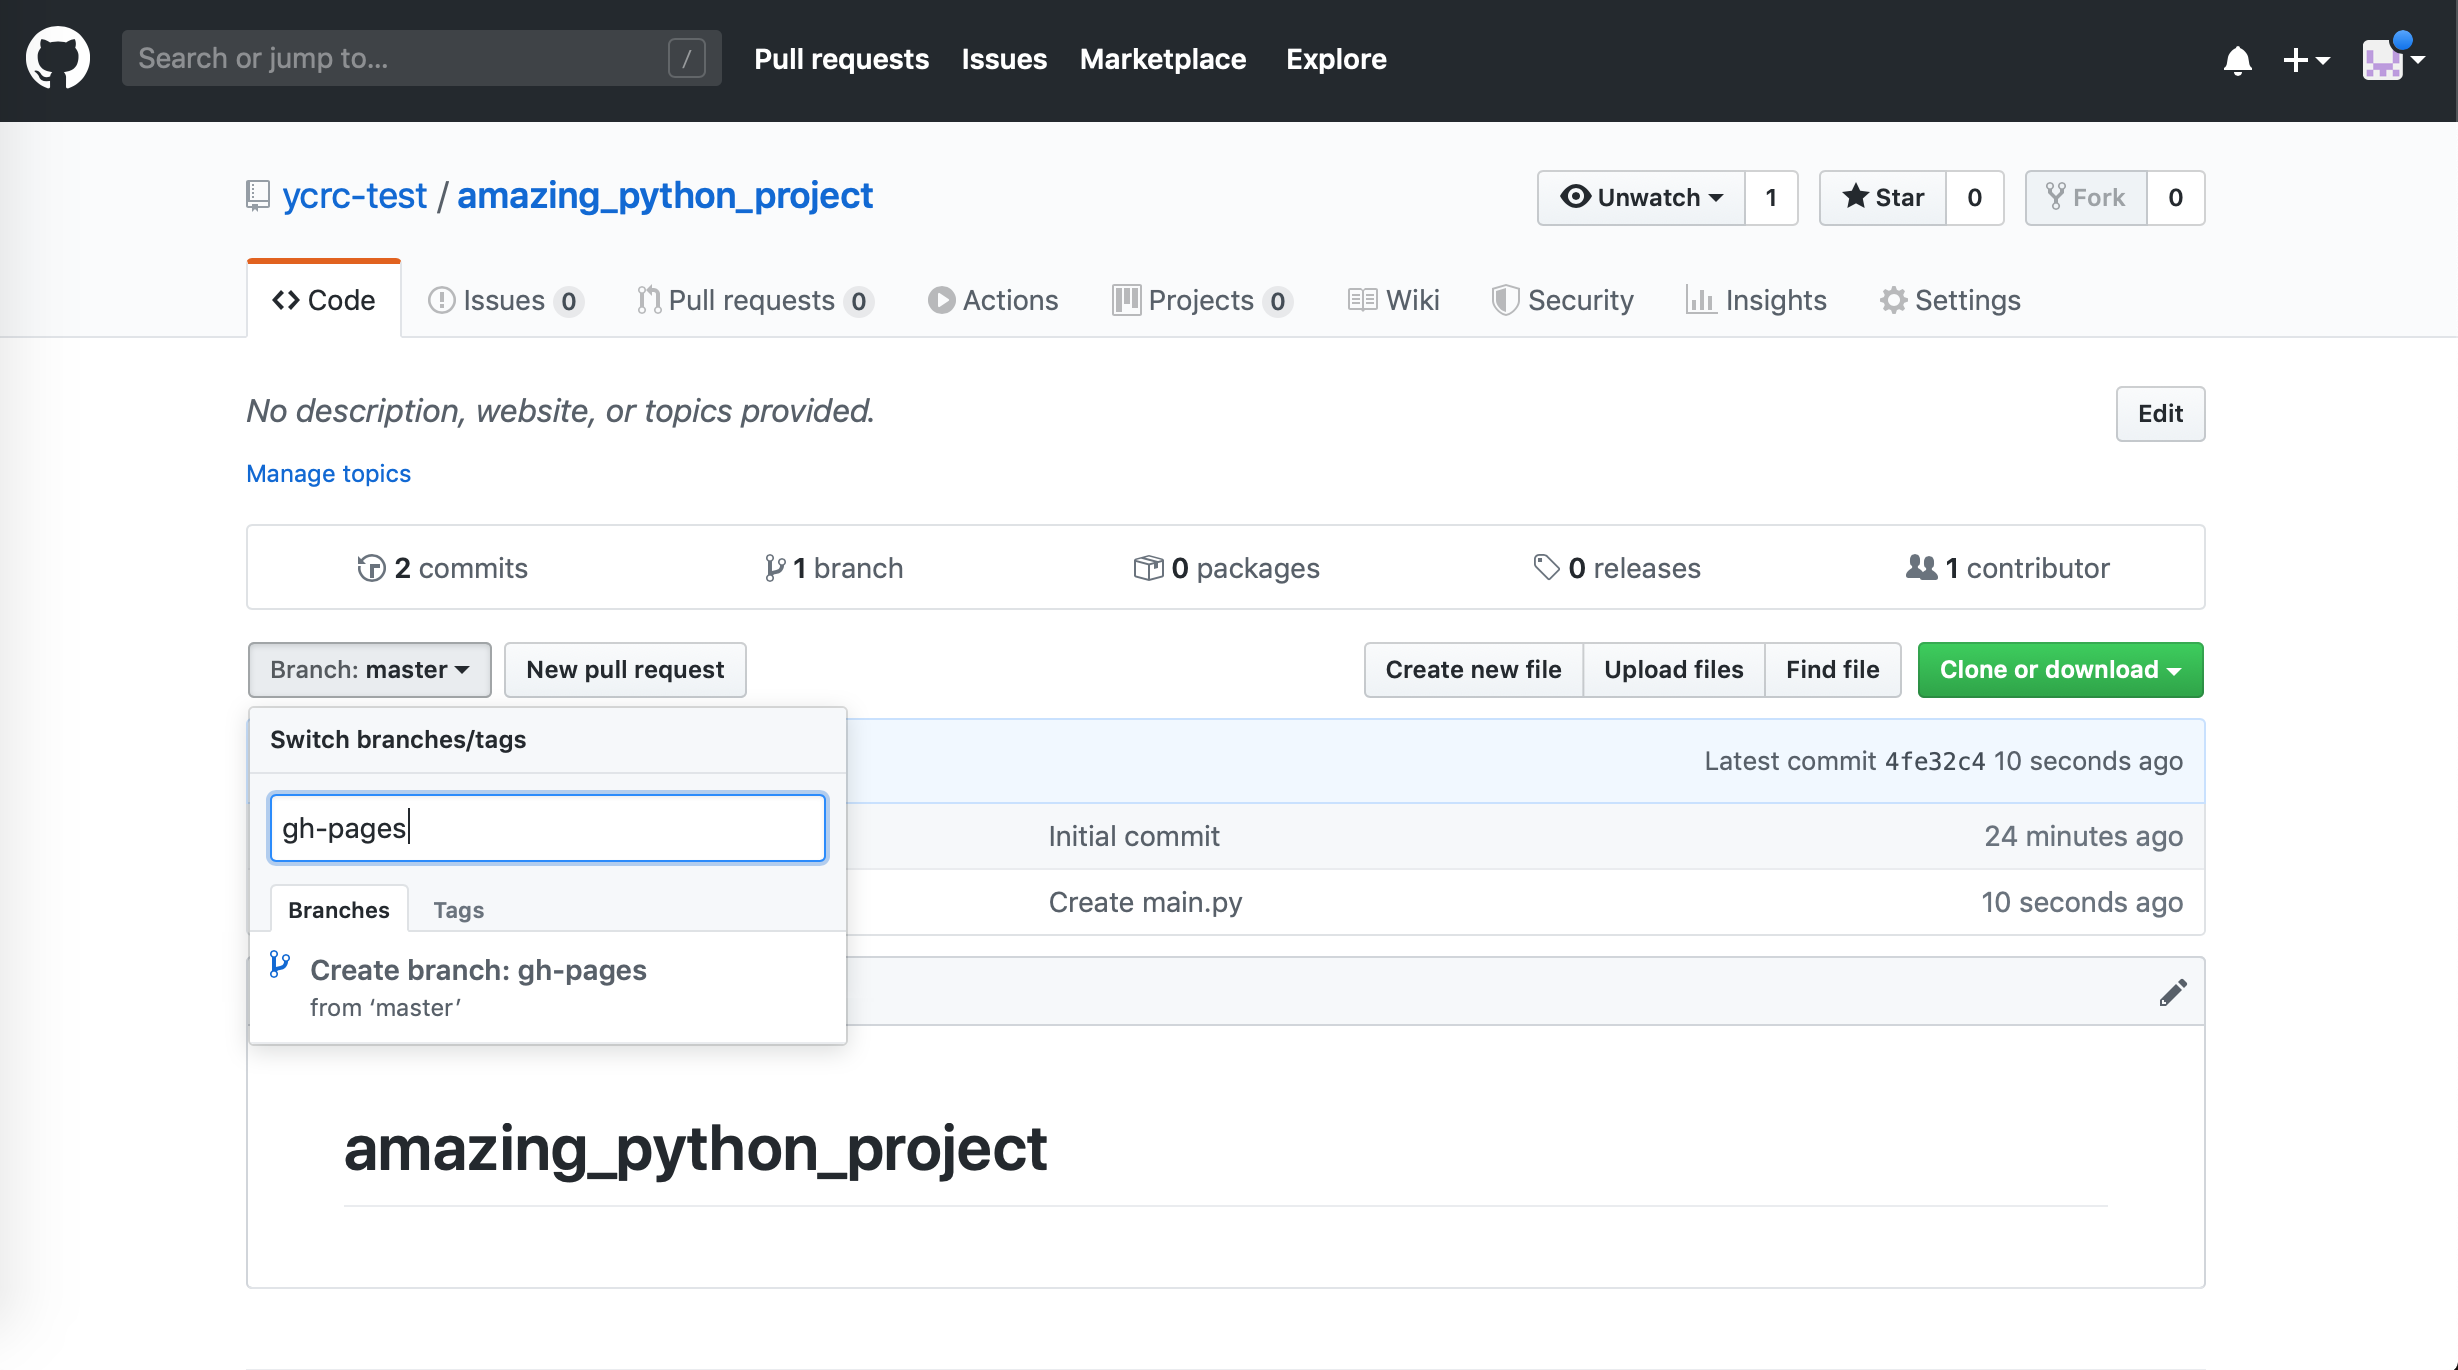 Search or jump to... / Pull requests Issues Marketplace Explore
ycrc-test / amazing_python_project Unwatch 1 Star 0 Fork 0
Code Issues 0 Pull requests 0 Actions Projects 0 Wiki Security Insights Settings
No description, website, or topics provided. Edit
Manage topics
2 commits 1 branch 0 packages 0 releases 1 contributor
Branch: master New pull request Create new file Upload files Find file Clone or download
Switch branches/tags
Latest commit 4fe32c4 10 seconds ago
gh-pages
Initial commit 24 minutes ago
Branches Tags
Create main.py 10 seconds ago
Create branch: gh-pages
from ‘master’
amazing_python_project